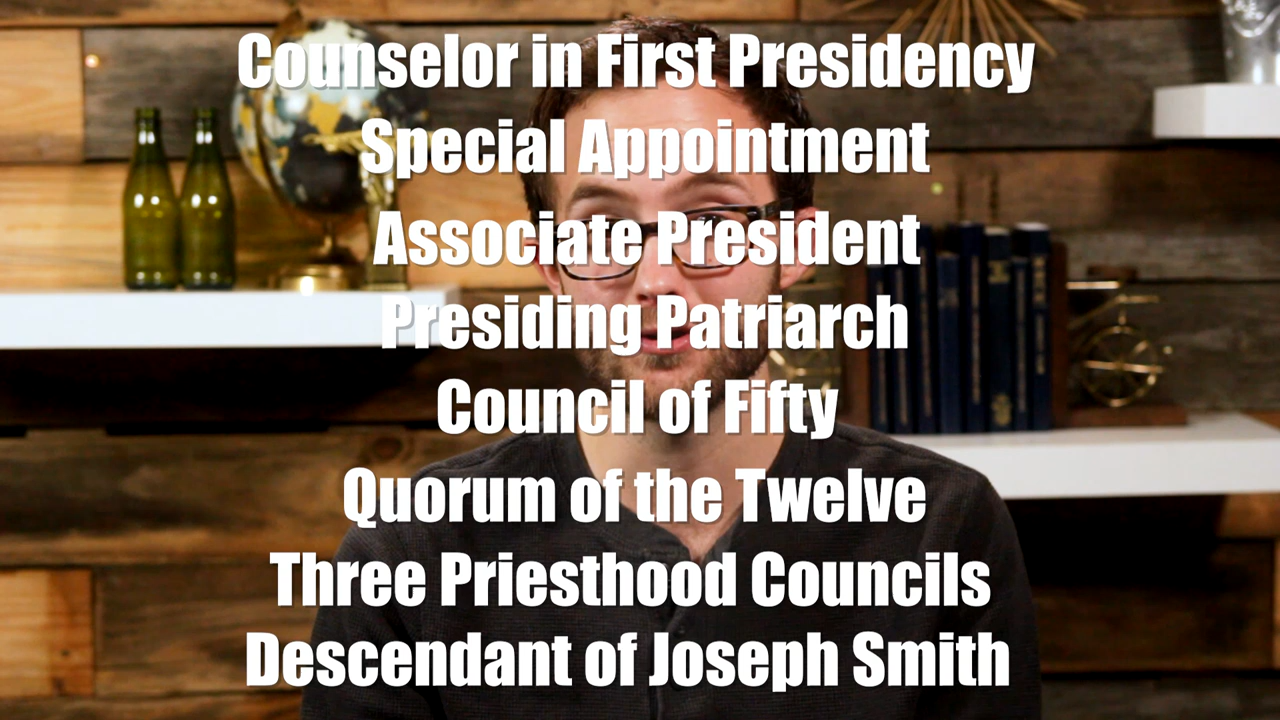 Counselor in First Presidency
Special Appointment
Associate President
Presiding Patriarch
Council of Fifty
Quorum of the Twelve
Three Priesthood Councils
Descendant of Joseph Smith